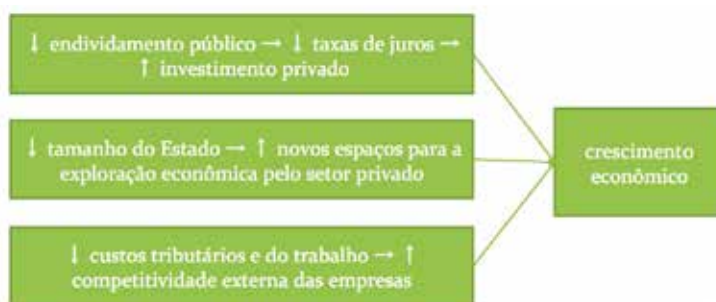 ↓ endividamento público → ↓ taxas de juros →
↑ investimento privado
↓ tamanho do Estado → ↑ novos espaços para a
exploração econômica pelo setor privado
↓ custos tributários e do trabalho → ↑
competitividade externa das empresas
crescimento
econômico